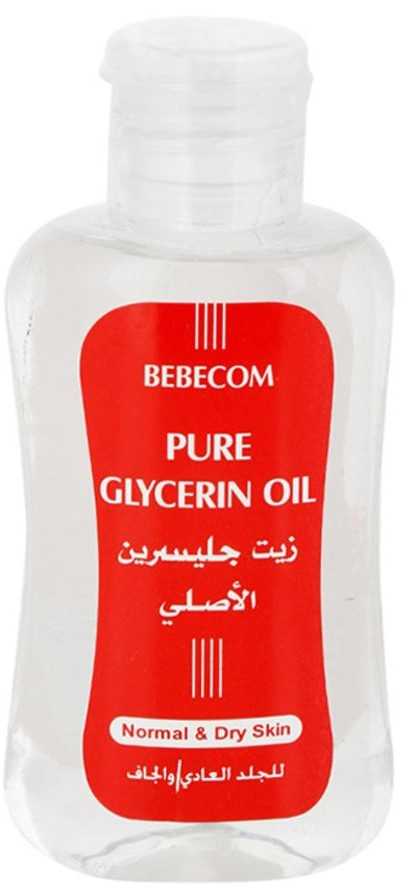 BEBECOM
PURE
GLYCERIN OIL
زيت جليسرين
الأصلي
Normal & Dry Skin
للجلد العادي/والجاف